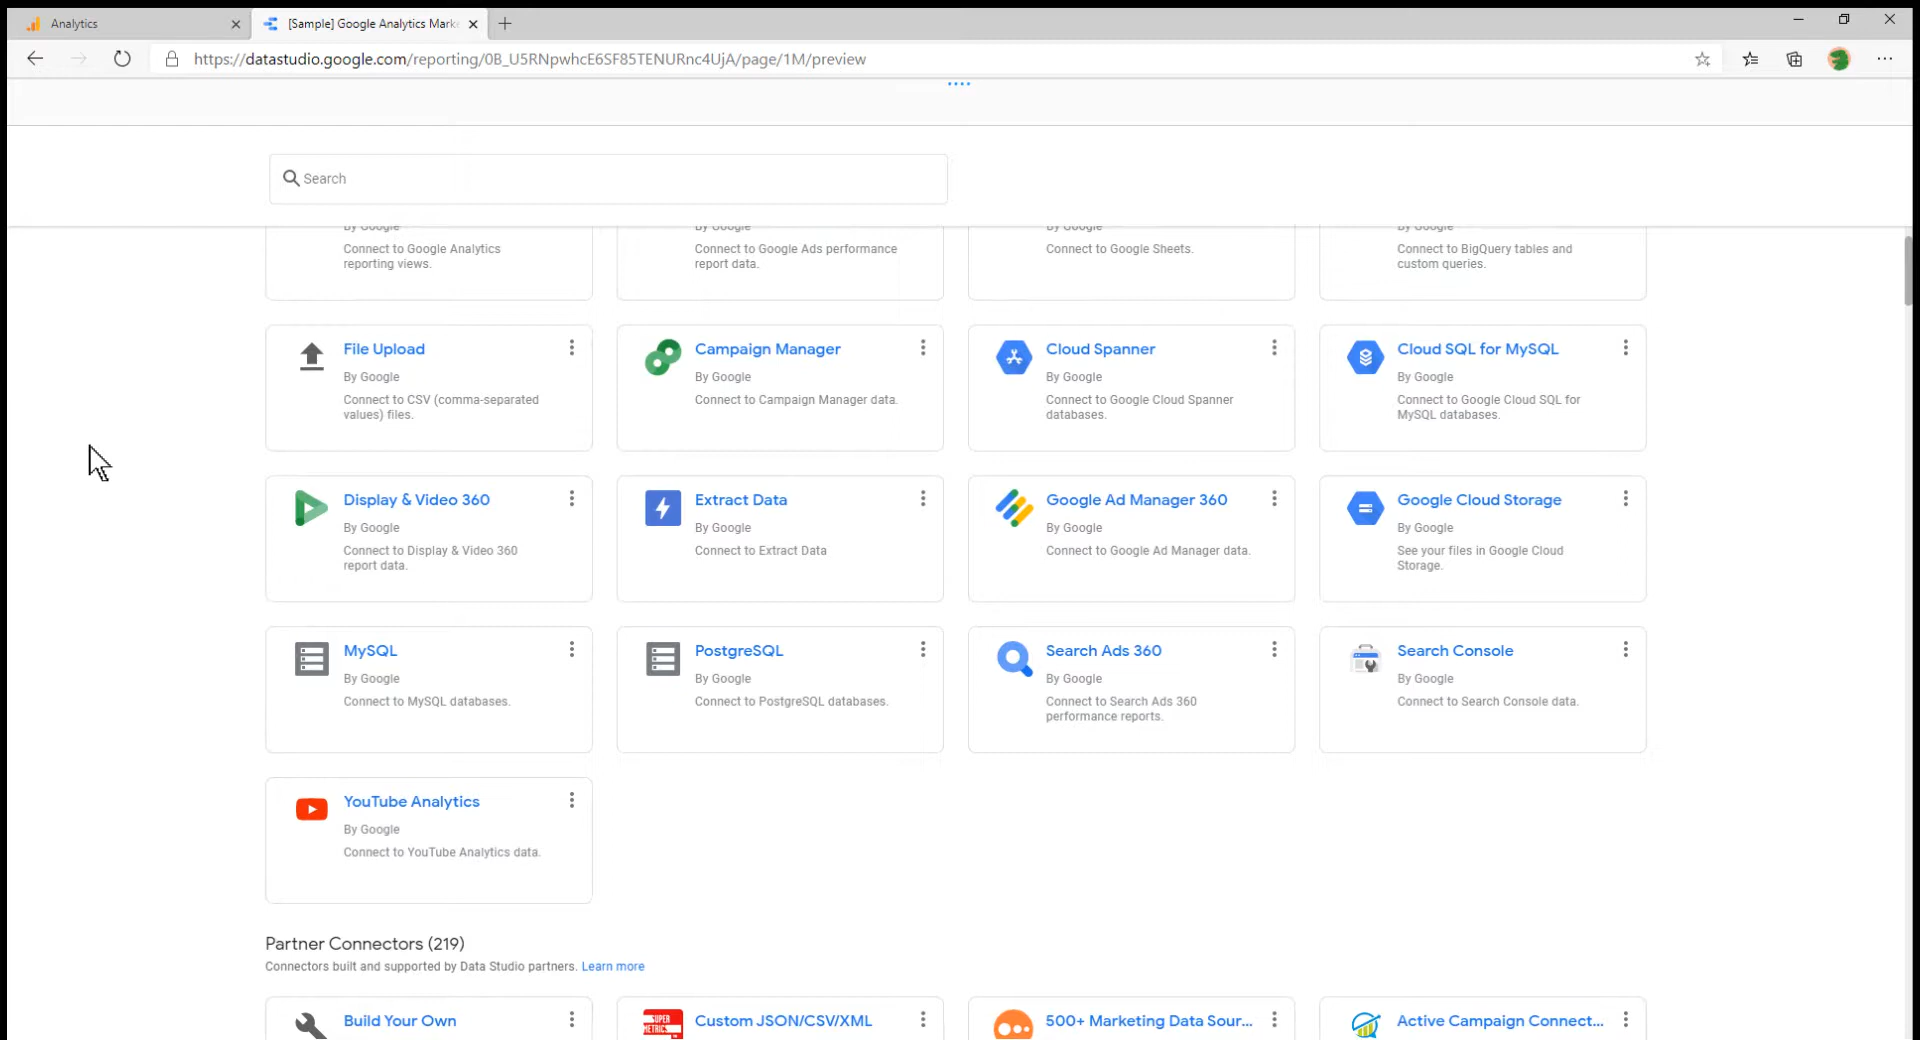 Analytics
[Sample] Google Analytics Mark
https://datastudio.google.com/reporting/0B_U5RNpwhcE6SF85TENURnc4UjA/page/1M/preview
Search
By Google
By Google
By Google
By Google
Connect to Google Analytics
reporting views.
Connect to Google Ads performance
report data.
Connect to Google Sheets.
Connect to BigQuery tables and
custom queries.
File Upload
By Google
Connect to CSV (comma-separated
values) files.
Campaign Manager
By Google
Connect to Campaign Manager data.
Cloud Spanner
By Google
Connect to Google Cloud Spanner
databases.
Cloud SQL for MySQL
By Google
Connect to Google Cloud SQL for
MySQL databases.
Display & Video 360
By Google
Connect to Display & Video 360
report data.
Extract Data
By Google
Connect to Extract Data
Google Ad Manager 360
By Google
Connect to Google Ad Manager data.
Google Cloud Storage
By Google
See your files in Google Cloud
Storage.
MySQL
By Google
Connect to MySQL databases.
PostgreSQL
By Google
Connect to PostgreSQL databases.
Search Ads 360
By Google
Connect to Search Ads 360
performance reports.
Search Console
By Google
Connect to Search Console data.
YouTube Analytics
By Google
Connect to YouTube Analytics data.
Partner Connectors (219)
Connectors built and supported by Data Studio partners. Learn more
Build Your Own
SUPER
METRICS
Custom JSON/CSV/XML
500+ Marketing Data Sour...
Active Campaign Connect...